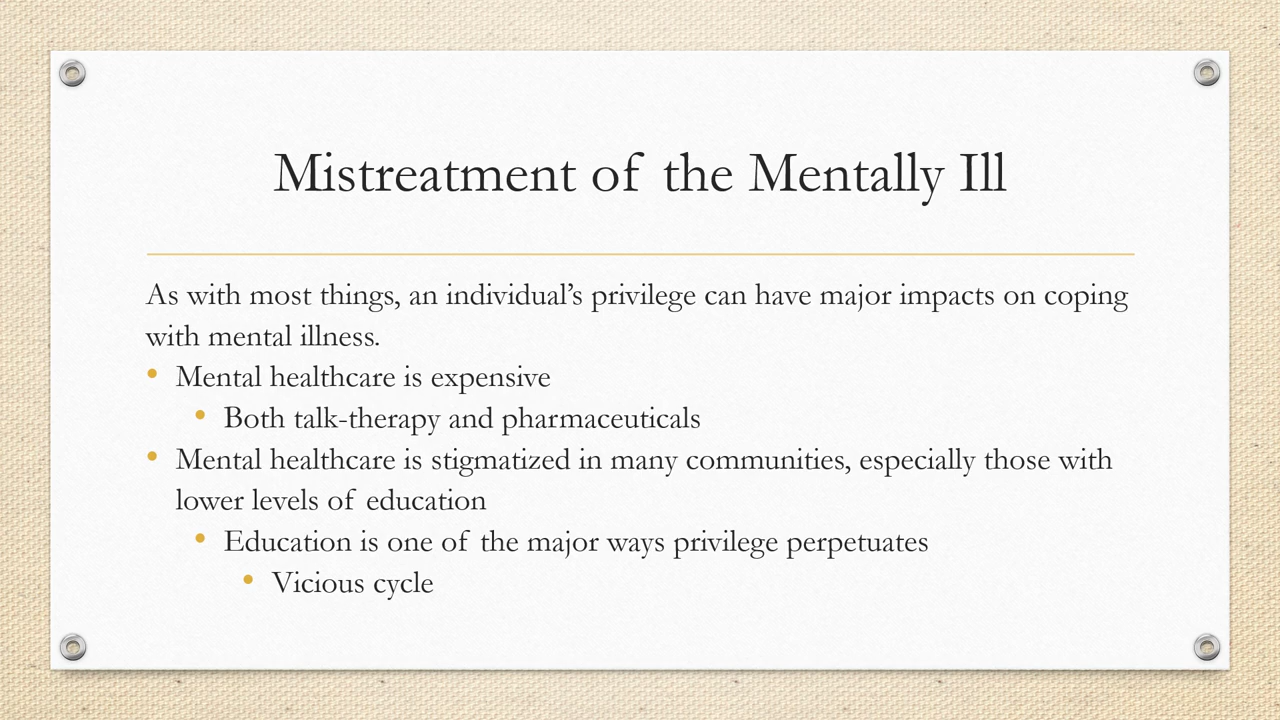 Mistreatment of the Mentally Ill
As with most things, an individual’s privilege can have major impacts on coping
with mental illness.
• Mental healthcare is expensive
• Both talk-therapy and pharmaceuticals
• Mental healthcare is stigmatized in many communities, especially those with
lower levels of education
• Education is one of the major ways privilege perpetuates
• Vicious cycle